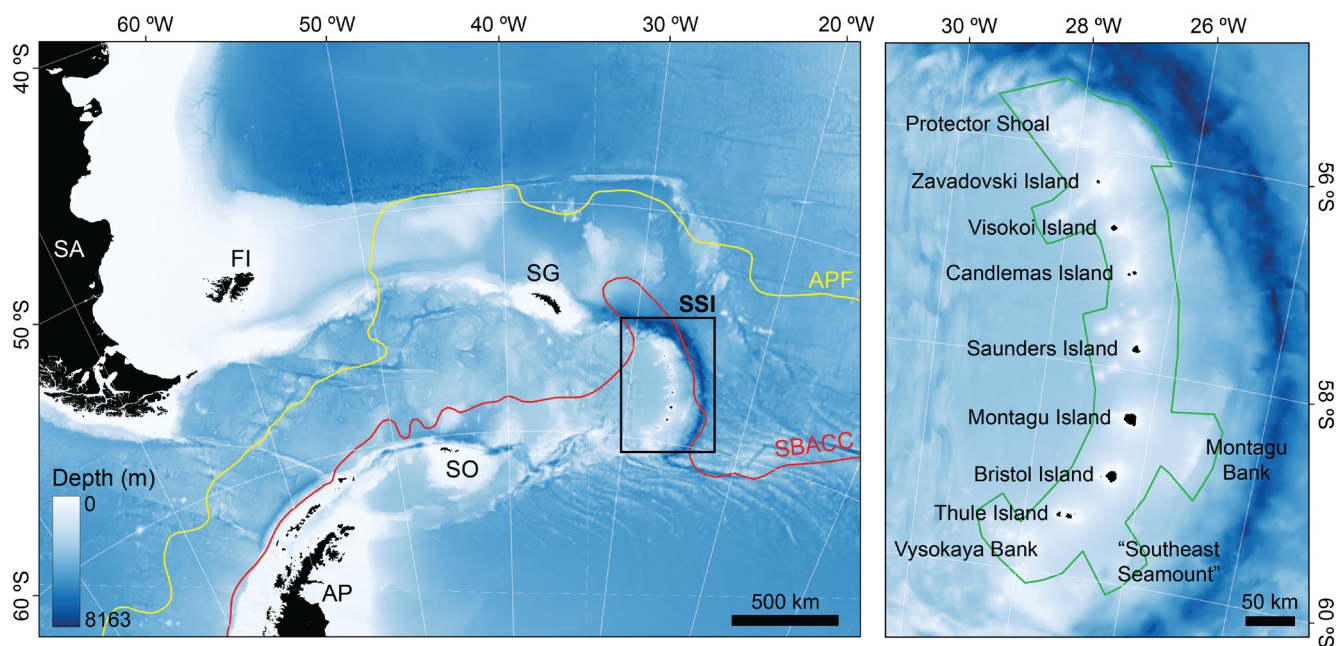 60 ºW
50 ºW
40 ºW
30 ºW
20 ºW
40 ºS
50 ºS
60 ºS
SA
FI
SG
SSI
APF
SBACC
SO
AP
Depth (m)
0
8163
500 km
30 ºW
28 ºW
26 ºW
56 ºS
58 ºS
60 ºS
Protector Shoal
Zavadovski Island
Visokoi Island
Candlemas Island
Saunders Island
Montagu Island
Montagu
Bank
Bristol Island
Thule Island
Vysokaya Bank
“Southeast
Seamount”
50 km